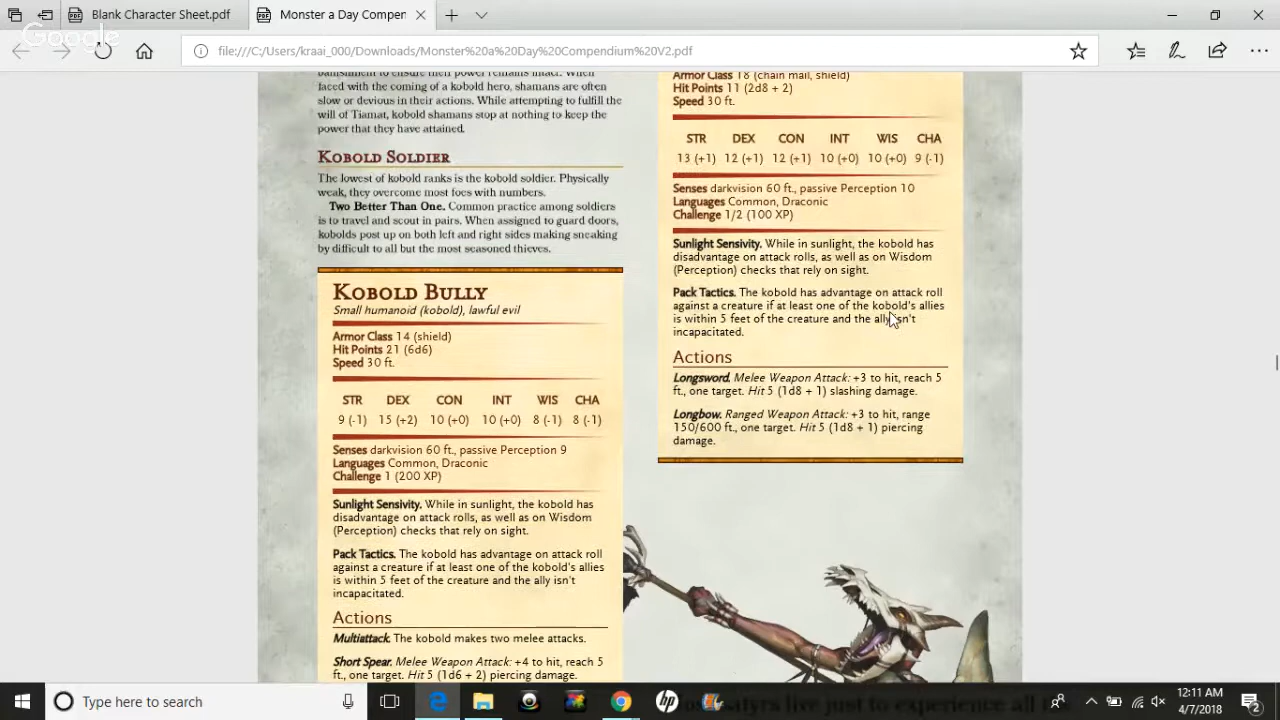 Blank Character Sheet.pdf
Monster a Day Compendium
Google
file:///C:/Users/kraai_000/Downloads/Monster%20a%20Day%20Compendium%20V2.pdf
banishment to ensure their power remains intact. When
faced with the coming of a kobold hero, shamans are often
slow or devious in their actions. While attempting to fulfill the
will of Tiamat, kobold shamans stop at nothing to keep the
power that they have attained.
Kobold Soldier
The lowest of kobold ranks is the kobold soldier. Physically
weak, they overcome most foes with numbers.
Two Better Than One. Common practice among soldiers
is to travel and scout in pairs. When assigned to guard doors,
kobolds post up on both left and right sides making sneaking
by difficult to all but the most seasoned thieves.
Kobold Bully
Small humanoid (kobold), lawful evil
Armor Class 14 (shield)
Hit Points 21 (6d6)
Speed 30 ft.
STR DEX CON INT WIS CHA
9 (-1) 15 (+2) 10 (+0) 10 (+0) 8 (-1) 8 (-1)
Senses darkvision 60 ft., passive Perception 9
Languages Common, Draconic
Challenge 1 (200 XP)
Sunlight Sensivity. While in sunlight, the kobold has
disadvantage on attack rolls, as well as on Wisdom
(Perception) checks that rely on sight.
Pack Tactics. The kobold has advantage on attack roll
against a creature if at least one of the kobold's allies
is within 5 feet of the creature and the ally isn't
incapacitated.
Actions
Multiattack. The kobold makes two melee attacks.
Short Spear. Melee Weapon Attack: +4 to hit, reach 5
ft., one target. Hit 5 (1d6 + 2) piercing damage.
Armor Class 18 (chain mail, shield)
Hit Points 11 (2d8 + 2)
Speed 30 ft.
STR DEX CON INT WIS CHA
13 (+1) 12 (+1) 12 (+1) 10 (+0) 10 (+0) 9 (-1)
Senses darkvision 60 ft., passive Perception 10
Languages Common, Draconic
Challenge 1/2 (100 XP)
Sunlight Sensivity. While in sunlight, the kobold has
disadvantage on attack rolls, as well as on Wisdom
(Perception) checks that rely on sight.
Pack Tactics. The kobold has advantage on attack roll
against a creature if at least one of the kobold's allies
is within 5 feet of the creature and the ally isn't
incapacitated.
Actions
Longsword. Melee Weapon Attack: +3 to hit, reach 5
ft., one target. Hit 5 (1d8 + 1) slashing damage.
Longbow. Ranged Weapon Attack: +3 to hit, range
150/600 ft., one target. Hit 5 (1d8 + 1) piercing
damage.
Type here to search
hp
12:11 AM
4/7/2018
2